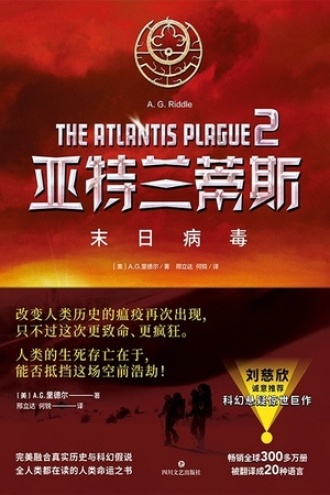 A. G. Riddle
THE ATLANTIS PLAGUE 2
亚特兰蒂斯
末日病毒
[美] A.G.里德尔/著 邢立达 何锐/译
改变人类历史的瘟疫再次出现,
只不过这次更致命、更疯狂。
人类的生死存亡在于,
能否抵挡这场空前浩劫!
[美] A.G.里德尔——著
邢立达 何锐——译
刘慈欣
诚意推荐
科幻悬疑惊世巨作
完美融合真实历史与科幻假说
全人类都在读的人类命运之书
四川文艺出版社
畅销全球300多万册
被翻译成20种语言